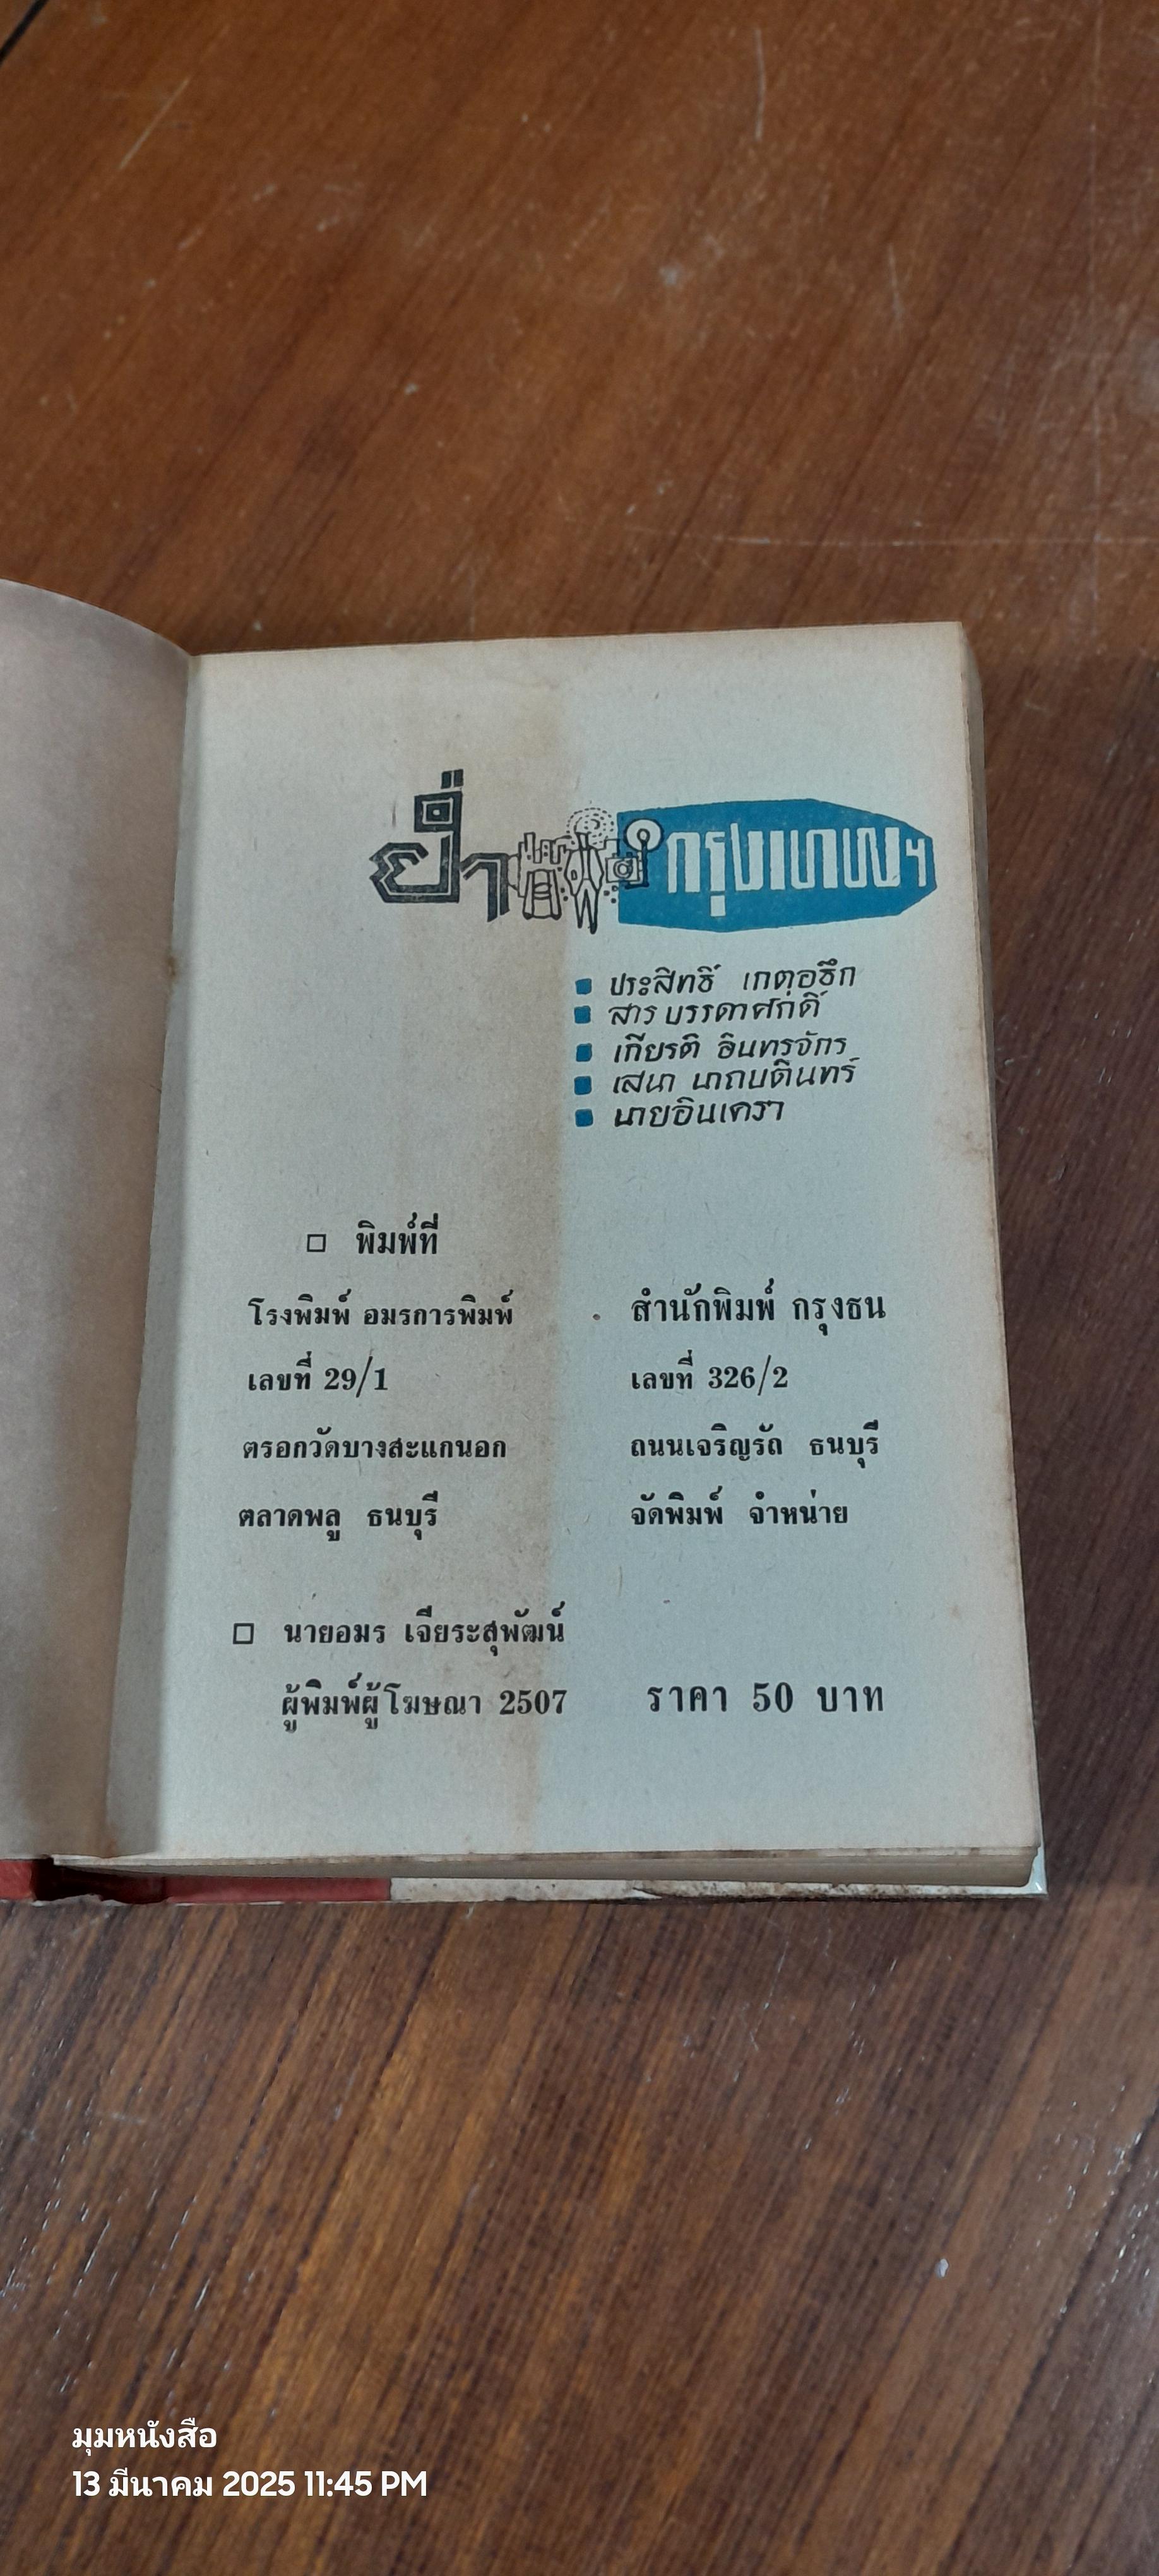 ย่ำ กรุงเทพฯ
ประสิทธิ์ เกตอธึก
สาร บรรดาศักดิ์
เกียรติ อินทรจักร
เสนา นาถบดินทร์
นายอินเครา
พิมพ์ที่
โรงพิมพ์ อมรการพิมพ์
เลขที่ 29/1
ตรอกวัดบางสะแกนอก
ตลาดพลู ธนบุรี
สำนักพิมพ์ กรุงธน
เลขที่ 326/2
ถนนเจริญรัถ ธนบุรี
จัดพิมพ์ จำหน่าย
นายอมร เจียระสุพัฒน์
ผู้พิมพ์ผู้โฆษณา 2507
ราคา 50 บาท
มุมหนังสือ
13 มีนาคม 2025 11:45 PM